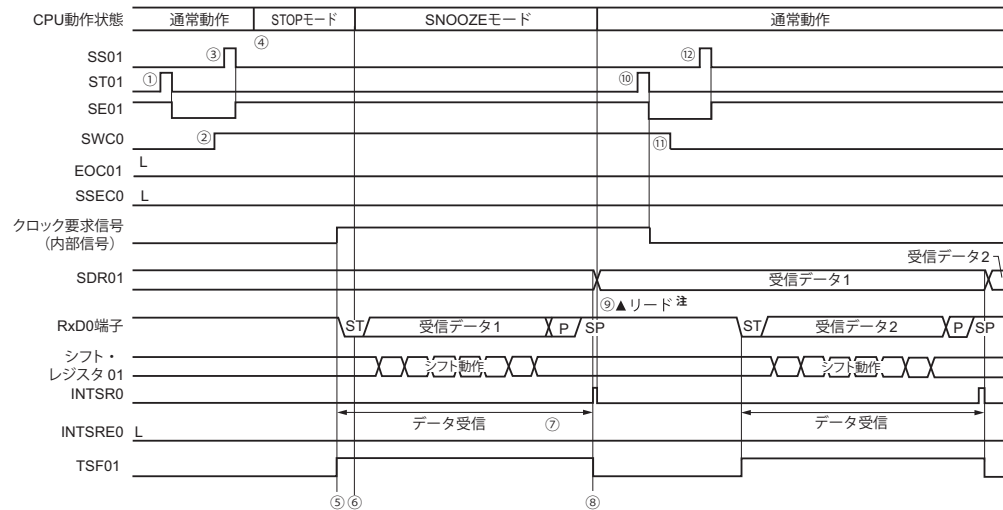 CPU動作状態 通常動作 STOPモード SNOOZEモード 通常動作
④
SS01 ③ ⑫
ST01 ① ⑩
SE01
SWC0 ② ⑪
EOC01 L
SSEC0 L
クロック要求信号
(内部信号)
受信データ2
SDR01 受信データ1
⑨▲リード注
RxD0端子 ST 受信データ1 P SP ST 受信データ2 P SP
シフト・
レジスタ01 シフト動作 シフト動作
INTSR0
データ受信 ⑦ データ受信
INTSRE0 L
TSF01
⑤ ⑥ ⑧